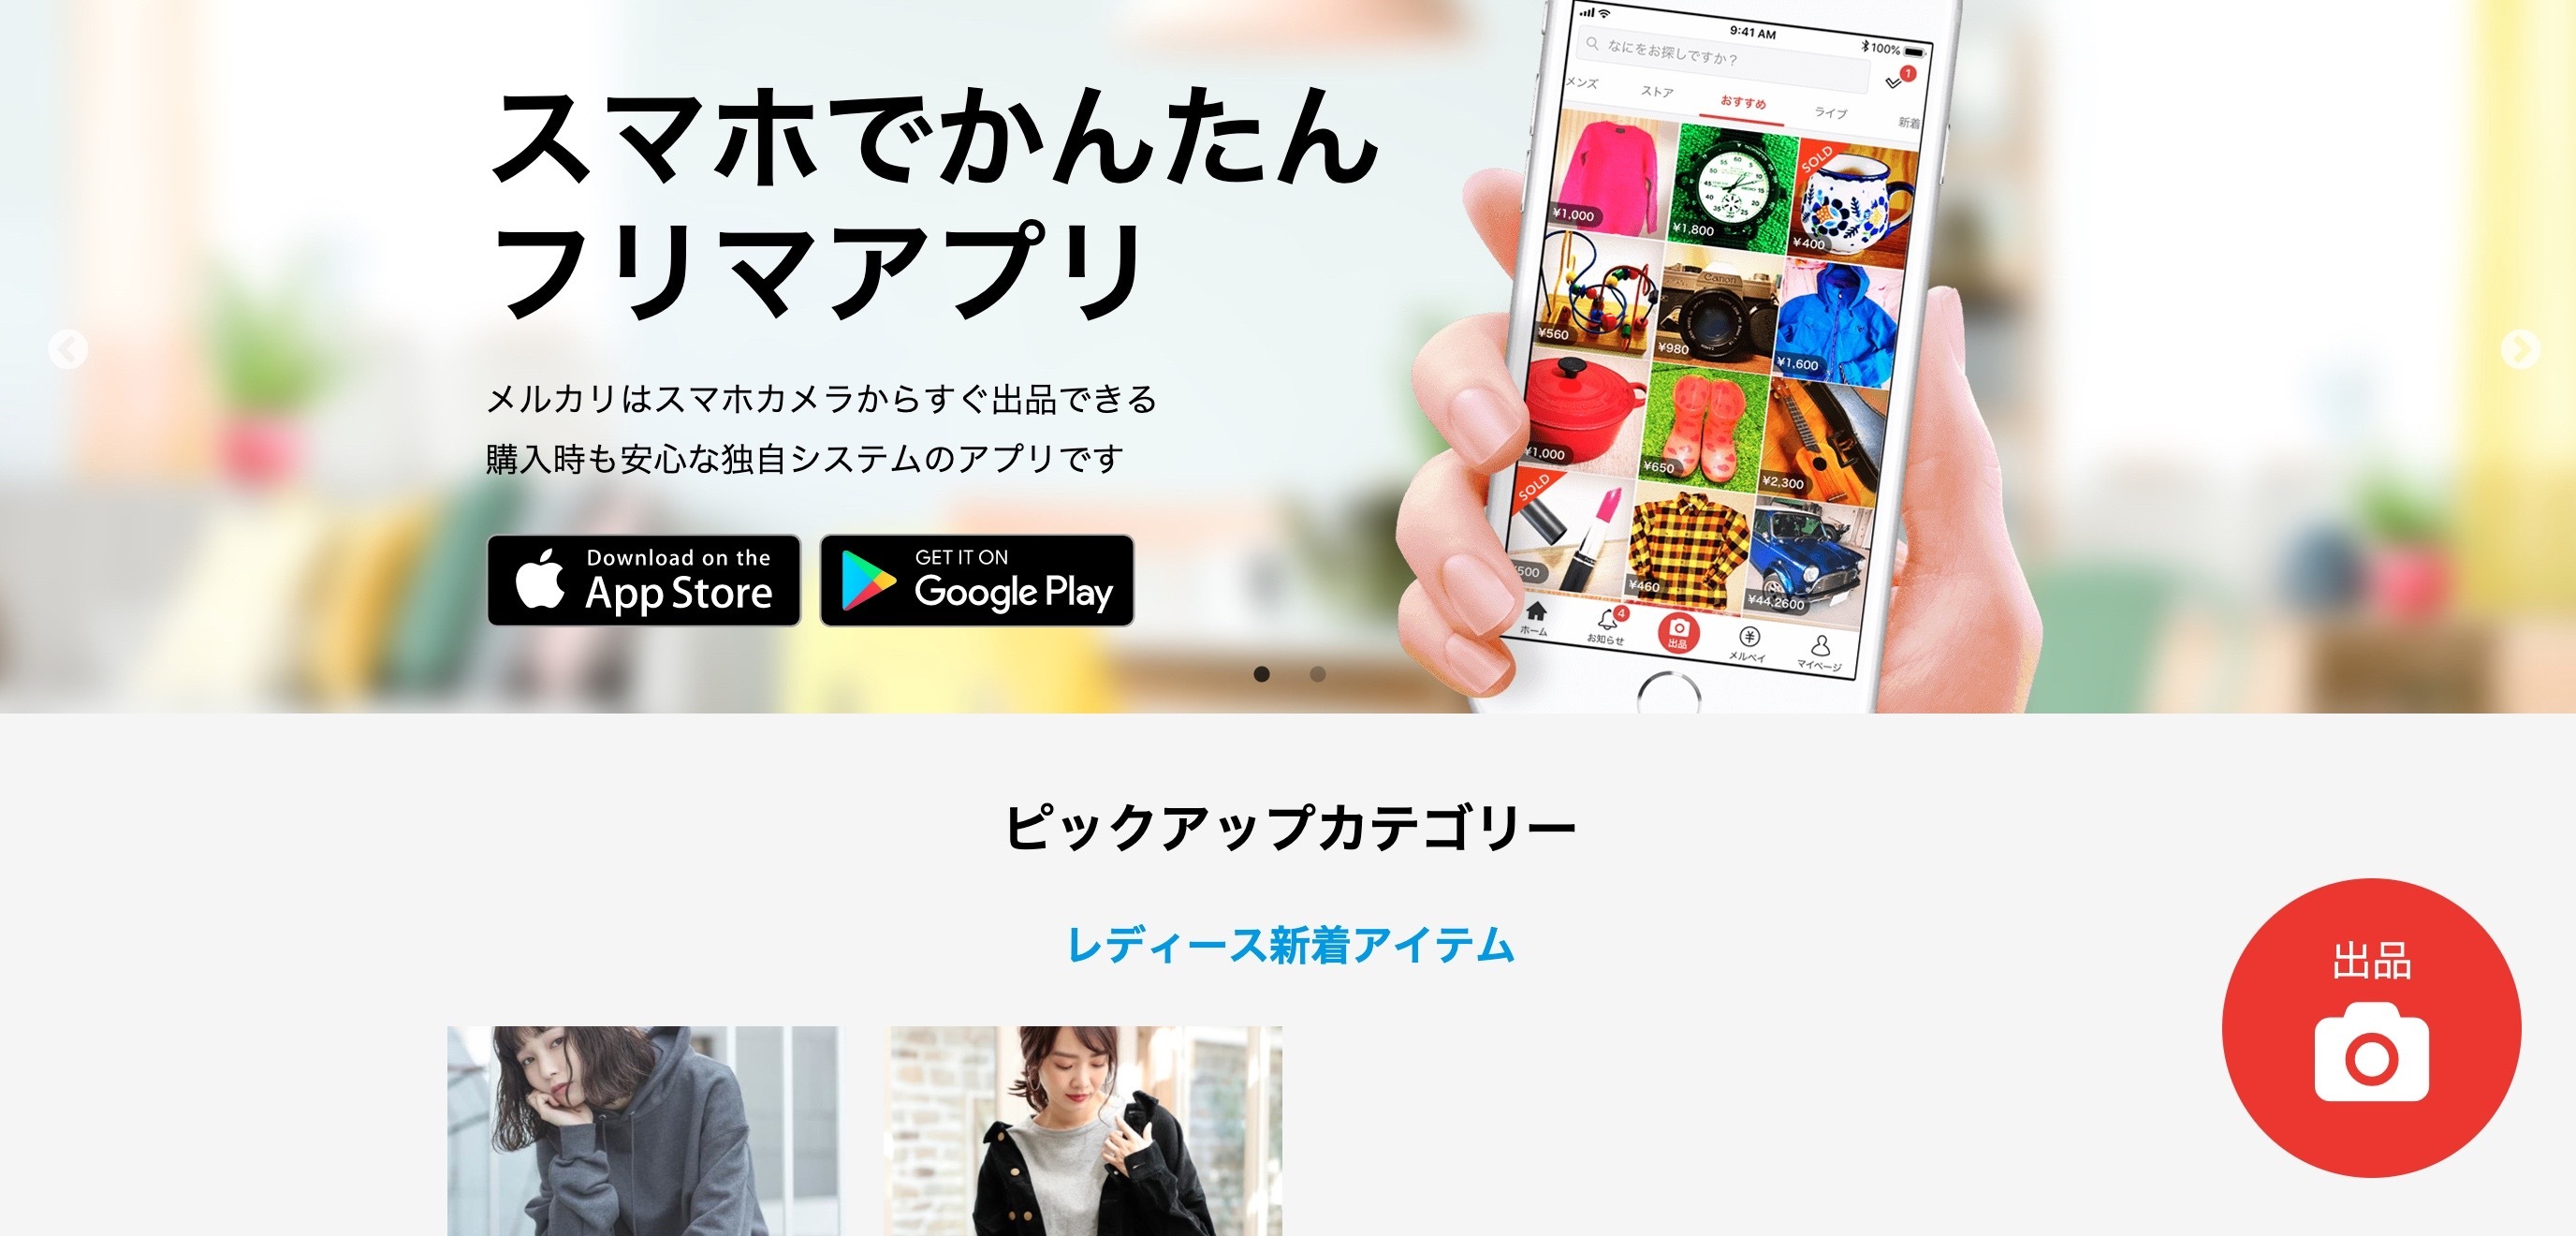 スマホでかんたん
フリマアプリ
メルカリはスマホカメラからすぐ出品できる
購入時も安心な独自システムのアプリです
Download on the
App Store
GET IT ON
Google Play
9:41 AM
100%
なにをお探しですか？
1
メンズ ストア おすすめ ライブ 新着
¥1,000
¥1,800
SOLD
¥400
¥560
Canon
¥980
¥1,600
¥1,000
¥650
¥2,300
SOLD
¥500
¥460
¥44,2600
ホーム
4
お知らせ
出品
メルペイ
マイページ
ピックアップカテゴリー
レディース新着アイテム
出品